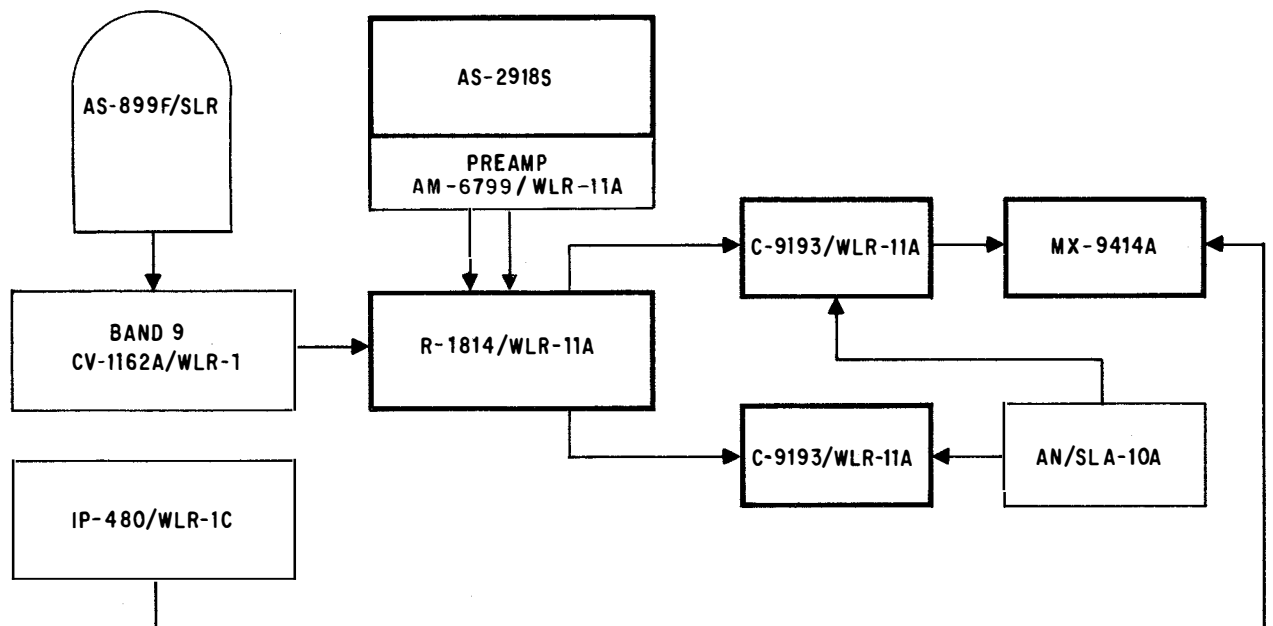 AS-899F/SLR
AS-2918S
PREAMP
AM-6799/WLR-11A
C-9193/WLR-11A
MX-9414A
BAND 9
CV-1162A/WLR-1
R-1814/WLR-11A
C-9193/WLR-11A
AN/SLA-10A
IP-480/WLR-1C